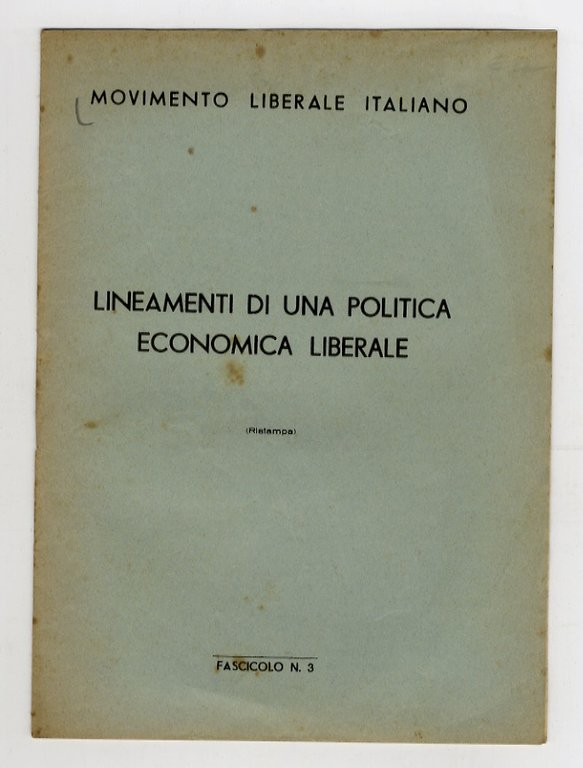 MOVIMENTO LIBERALE ITALIANO
LINEAMENTI DI UNA POLITICA
ECONOMICA LIBERALE
(Ristampa)
FASCICOLO N. 3